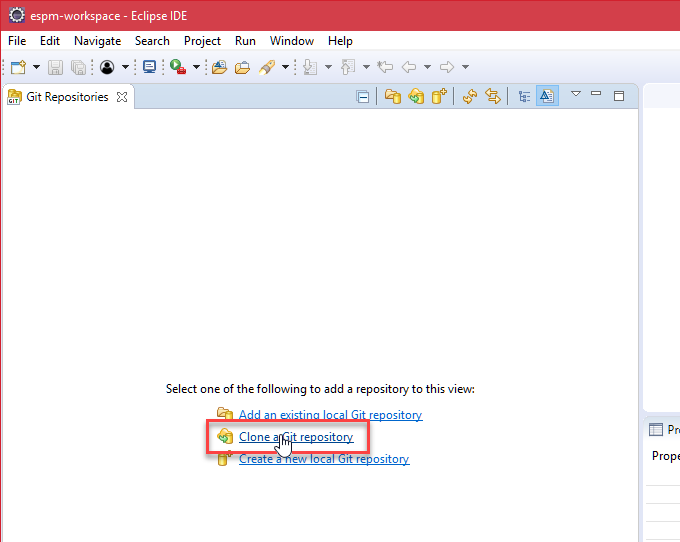 espm-workspace - Eclipse IDE
File Edit Navigate Search Project Run Window Help
GIT Git Repositories
Select one of the following to add a repository to this view:
Add an existing local Git repository
Clone a Git repository
Create a new local Git repository
Pro
Prope